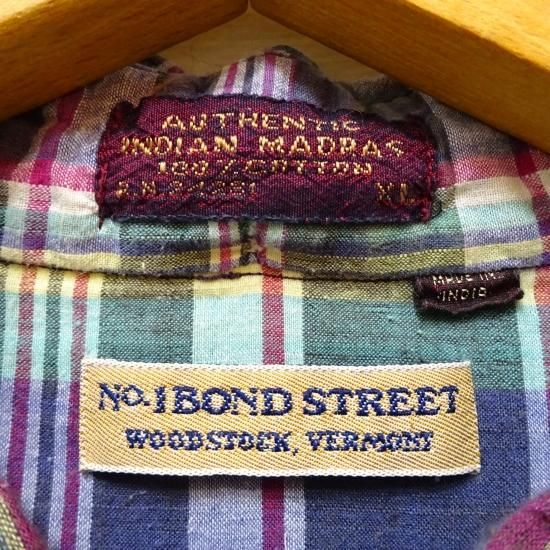 AUTHENTIC
INDIAN MADRAS
100% COTTON
XL
MADE IN
INDIA
NO.1 BOND STREET
WOODSTOCK, VERMONT